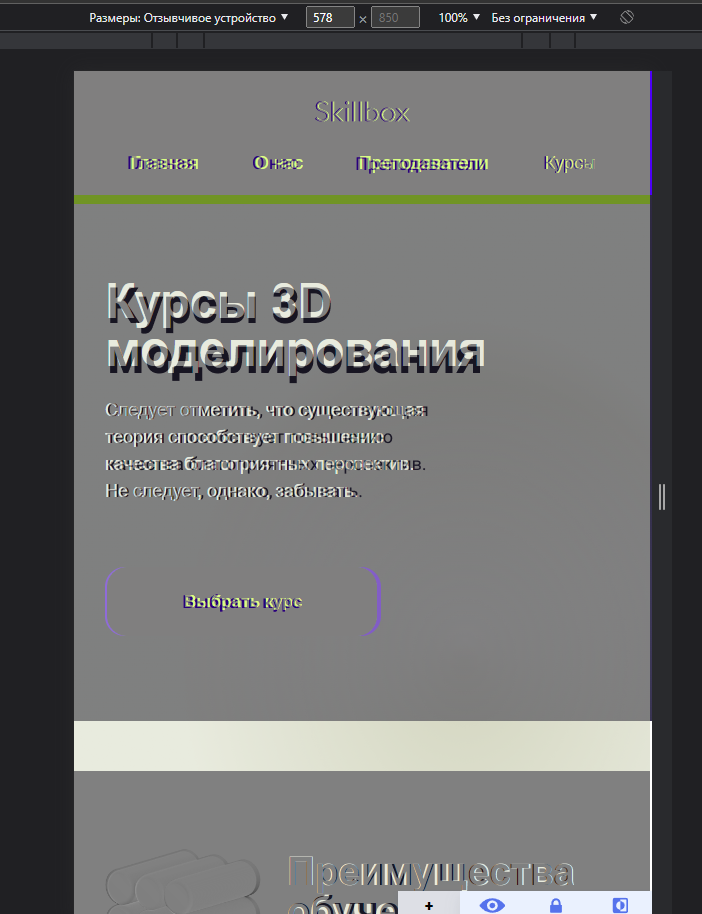 Размеры: Отзывчивое устройство ▼ 578 × 850 100% ▼ Без ограничения ▼
Skillbox
Главная О нас Преподаватели Курсы
Курсы 3D
моделирования
Следует отметить, что существующая
теория способствует повышению
качества благоприятных перспектив.
Не следует, однако, забывать.
Выбрать курс
Преимущества
обуче
+